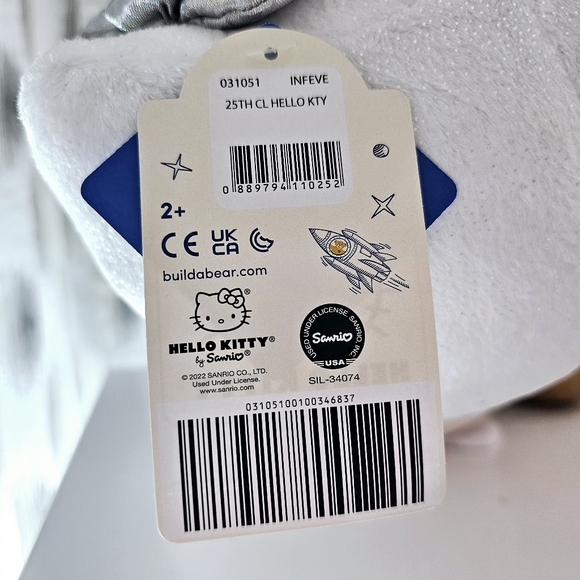 031051 INFEVE
25TH CL HELLO KTY
0 889794 110252
2+
CE UK CA
buildabear.com
HELLO KITTY®
by Sanrio®
© 2022 SANRIO CO., LTD.
Used Under License.
www.sanrio.com
USED UNDER LICENSE. SANRIO, INC.
Sanrio
USA
SIL-34074
03105100100346837